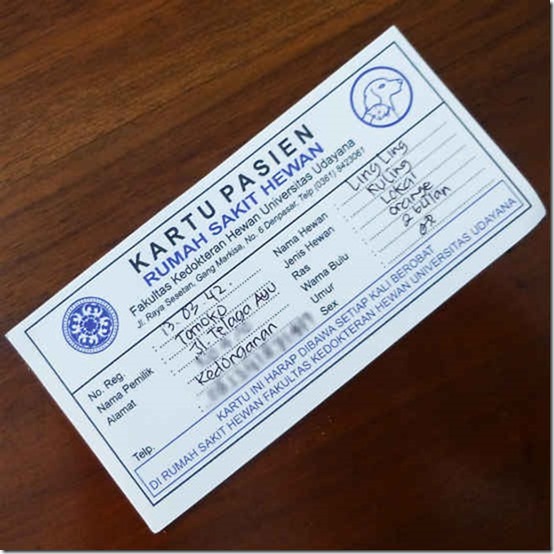 KARTU PASIEN
RUMAH SAKIT HEWAN
Fakultas Kedokteran Hewan Universitas Udayana
Jl. Raya Sesetan, Gang Markisa, No. 6 Denpasar, Telp (0361) 8423061
No. Reg. : 13. 05. 42.
Nama Pemilik : Tomoko
Alamat : Jl Telaga Ayu
Kedonganan
Telp. :
Nama Hewan : Ling Ling
Jenis Hewan : Kucing
Ras : Lokal
Warna Bulu : orange
Umur : 2 bulan
Sex :
KARTU INI HARAP DIBAWA SETIAP KALI BEROBAT
DI RUMAH SAKIT HEWAN FAKULTAS KEDOKTERAN HEWAN UNIVERSITAS UDAYANA